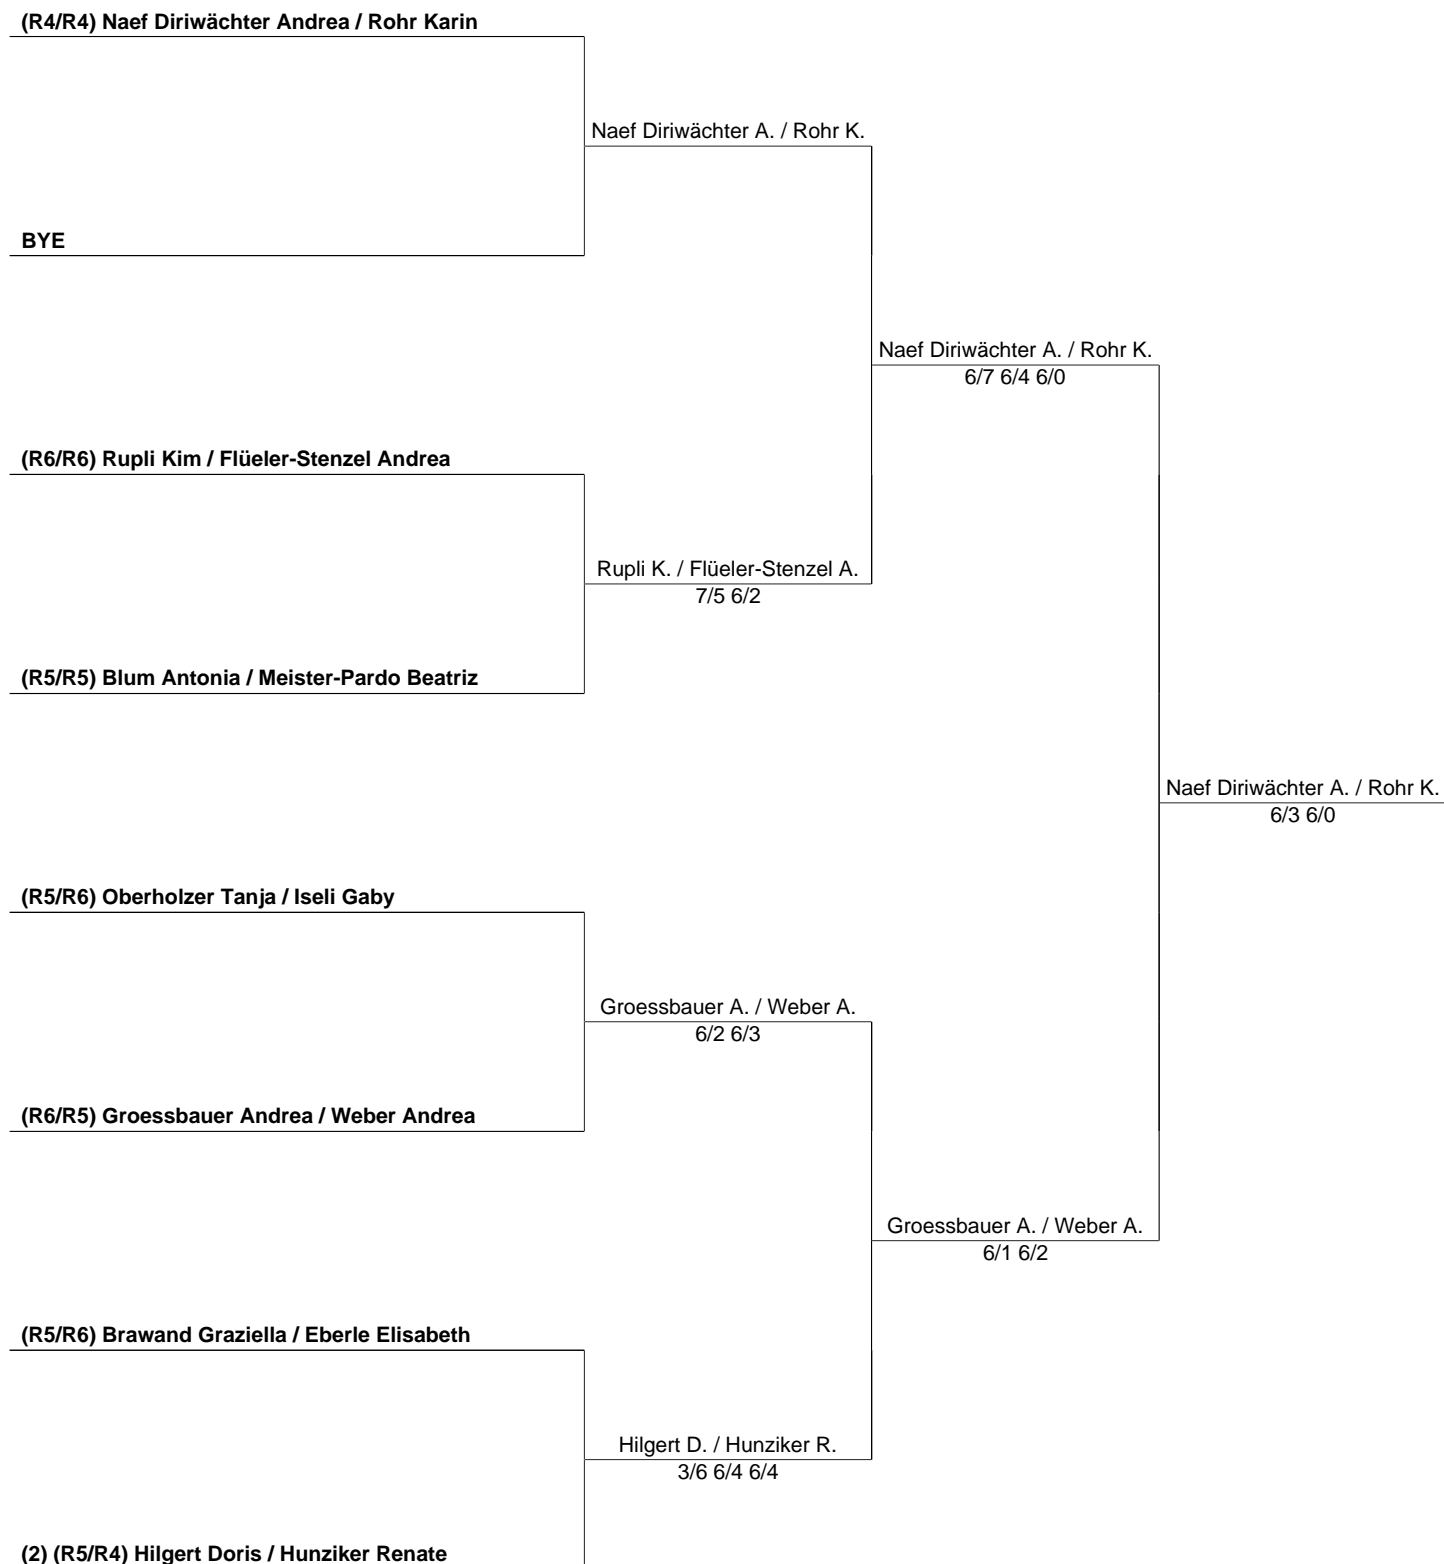 (R4/R4) Naef Diriwächter Andrea / Rohr Karin
Naef Diriwächter A. / Rohr K.
BYE
Naef Diriwächter A. / Rohr K.
6/7 6/4 6/0
(R6/R6) Rupli Kim / Flüeler-Stenzel Andrea
Rupli K. / Flüeler-Stenzel A.
7/5 6/2
(R5/R5) Blum Antonia / Meister-Pardo Beatriz
Naef Diriwächter A. / Rohr K.
6/3 6/0
(R5/R6) Oberholzer Tanja / Iseli Gaby
Groessbauer A. / Weber A.
6/2 6/3
(R6/R5) Groessbauer Andrea / Weber Andrea
Groessbauer A. / Weber A.
6/1 6/2
(R5/R6) Brawand Graziella / Eberle Elisabeth
Hilgert D. / Hunziker R.
3/6 6/4 6/4
(2) (R5/R4) Hilgert Doris / Hunziker Renate